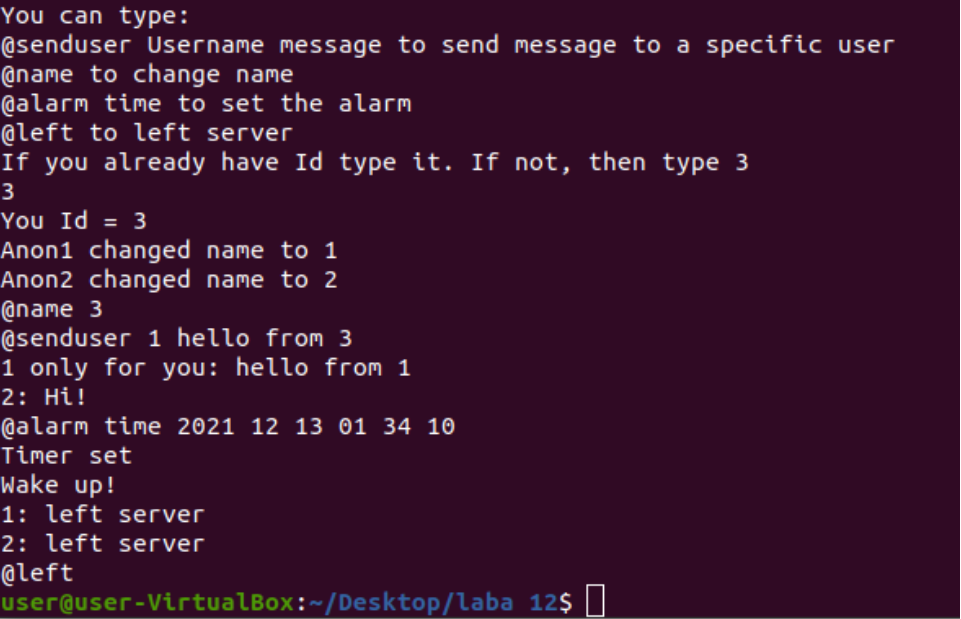 You can type:
@senduser Username message to send message to a specific user
@name to change name
@alarm time to set the alarm
@left to left server
If you already have Id type it. If not, then type 3
3
You Id = 3
Anon1 changed name to 1
Anon2 changed name to 2
@name 3
@senduser 1 hello from 3
1 only for you: hello from 1
2: Hi!
@alarm time 2021 12 13 01 34 10
Timer set
Wake up!
1: left server
2: left server
@left
user@user-VirtualBox:~/Desktop/laba 12$